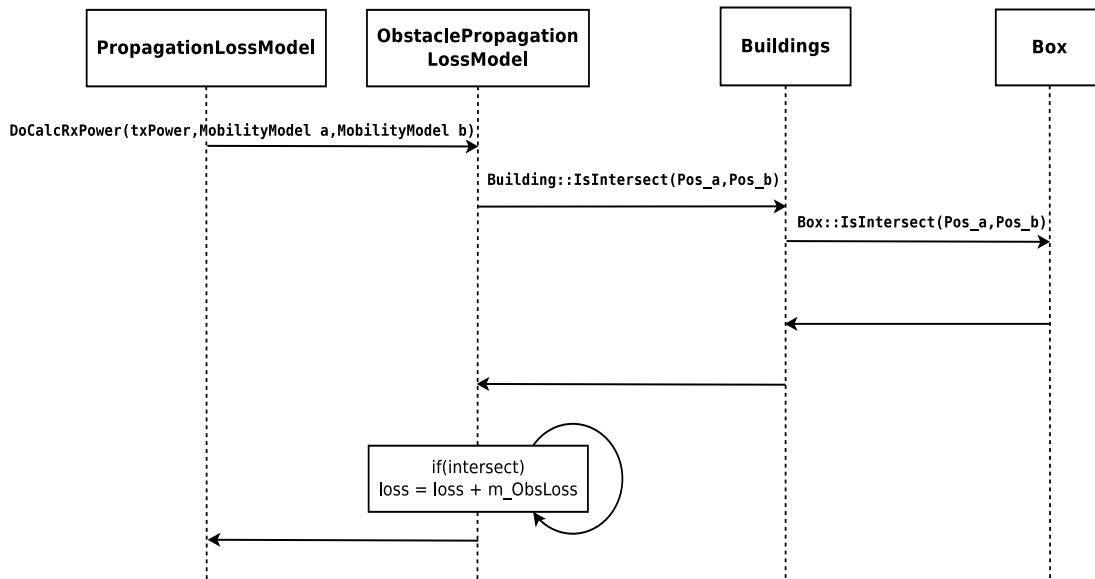 PropagationLossModel
ObstaclePropagation
LossModel
Buildings
Box
DoCalcRxPower(txPower,MobilityModel a,MobilityModel b)
Building::IsIntersect(Pos_a,Pos_b)
Box::IsIntersect(Pos_a,Pos_b)
if(intersect)
loss = loss + m_ObsLoss